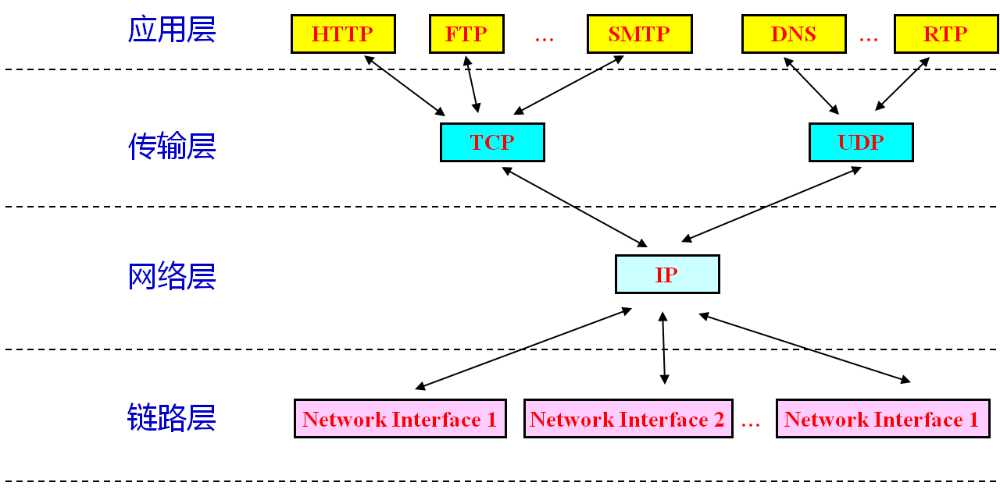 应用层 HTTP FTP … SMTP DNS … RTP
传输层 TCP UDP
网络层 IP
链路层 Network Interface 1 Network Interface 2 … Network Interface 1